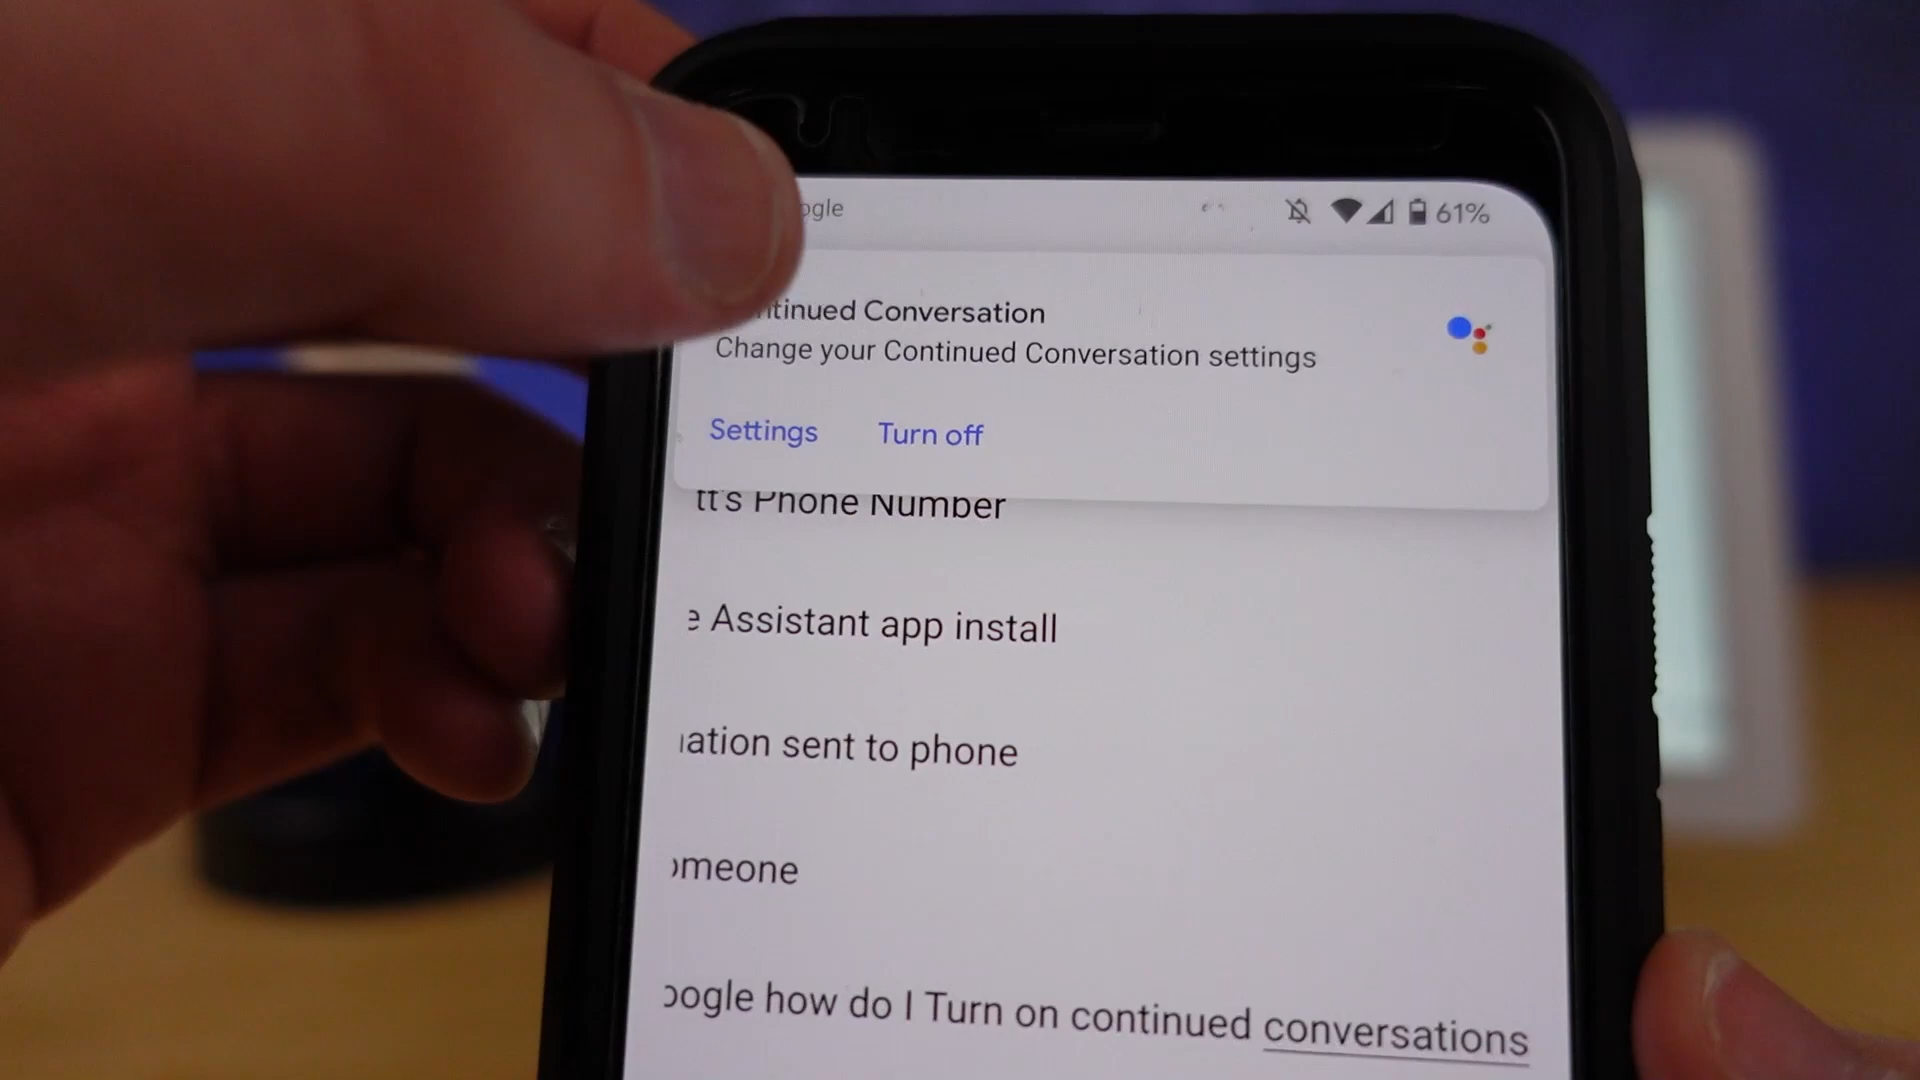 ogle 61%
ntinued Conversation
Change your Continued Conversation settings
Settings Turn off
tt's Phone Number
e Assistant app install
ation sent to phone
omeone
oogle how do I Turn on continued conversations